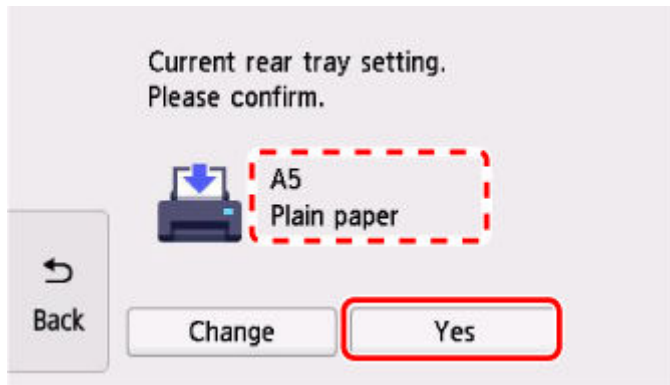 Current rear tray setting.
Please confirm.
A5
Plain paper
Back
Change
Yes